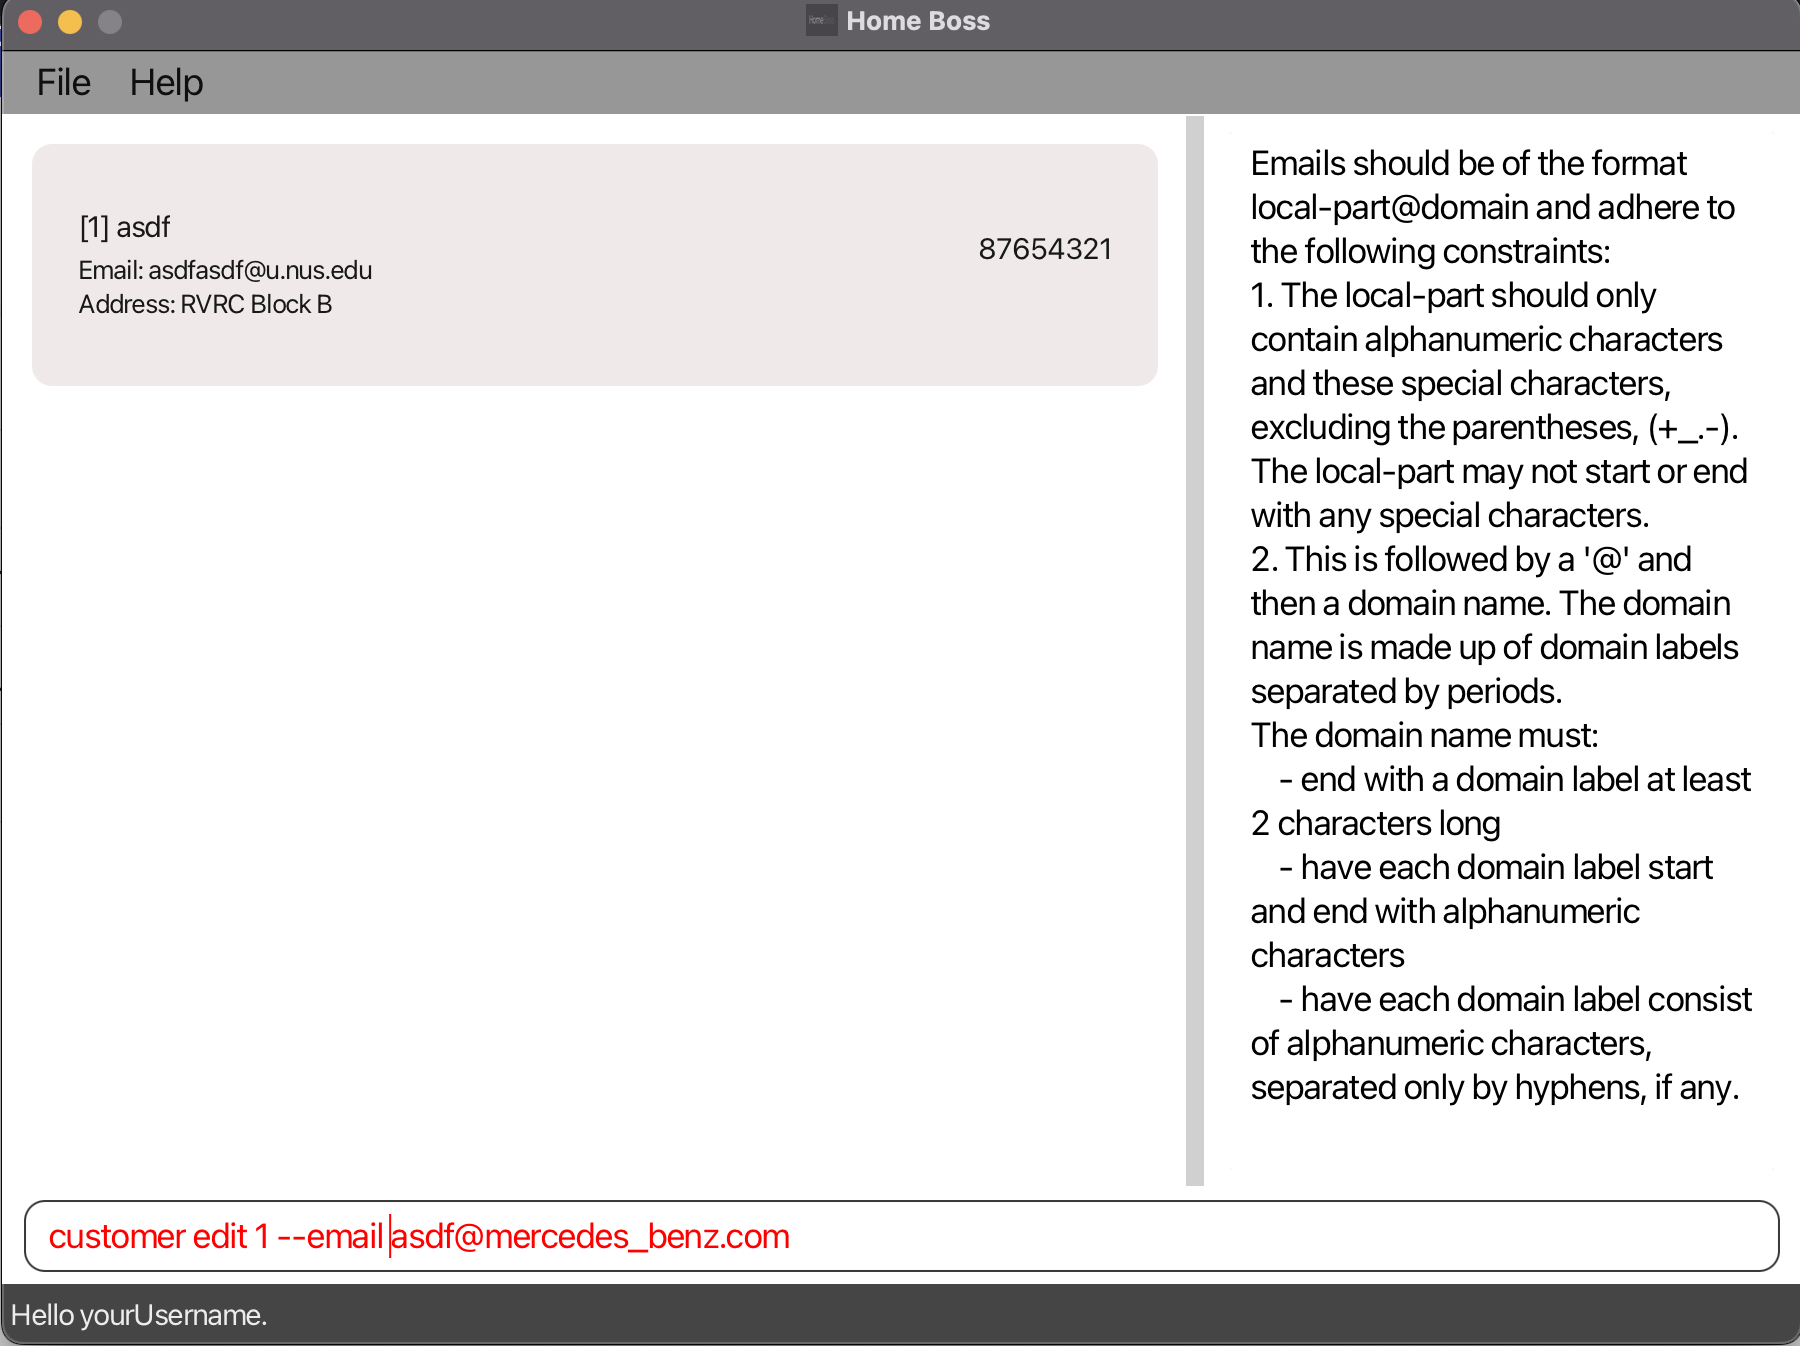 Home Boss
File Help
[1] asdf
Email: asdfasdf@u.nus.edu
Address: RVRC Block B
87654321
Emails should be of the format
local-part@domain and adhere to
the following constraints:
1. The local-part should only
contain alphanumeric characters
and these special characters,
excluding the parentheses, (+_.-).
The local-part may not start or end
with any special characters.
2. This is followed by a '@' and
then a domain name. The domain
name is made up of domain labels
separated by periods.
The domain name must:
- end with a domain label at least
2 characters long
- have each domain label start
and end with alphanumeric
characters
- have each domain label consist
of alphanumeric characters,
separated only by hyphens, if any.
customer edit 1 --email asdf@mercedes_benz.com
Hello yourUsername.